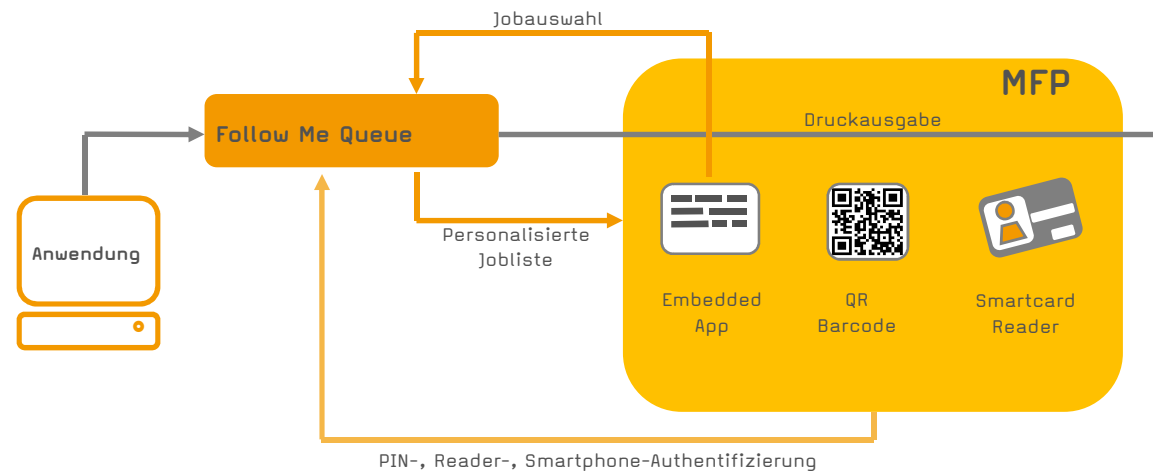 Jobauswahl
MFP
Druckausgabe
Follow Me Queue
Anwendung
Personalisierte
Jobliste
Embedded
App
QR
Barcode
Smartcard
Reader
PIN-, Reader-, Smartphone-Authentifizierung